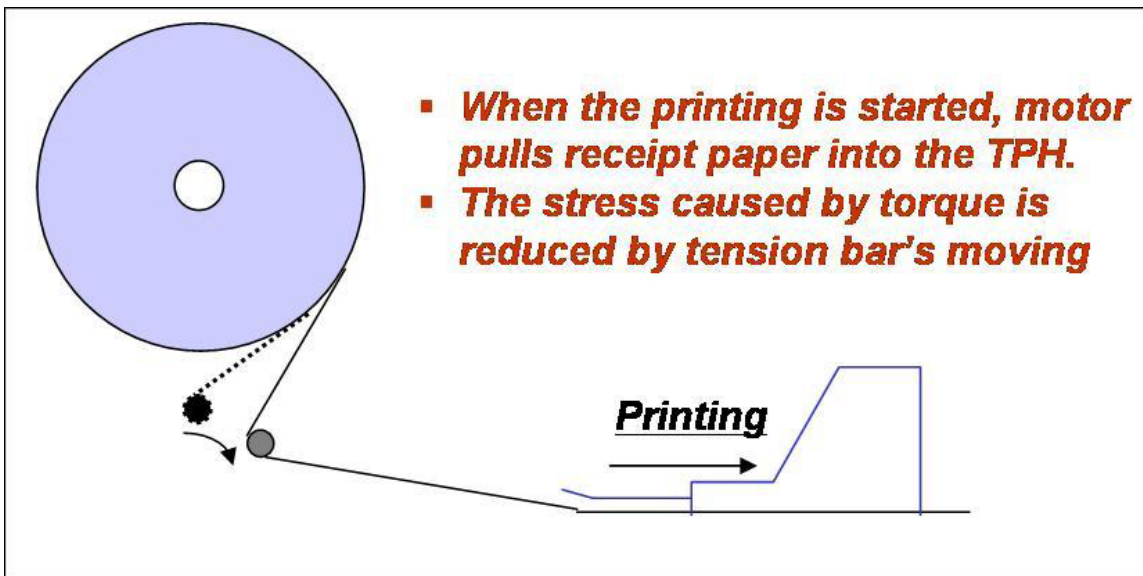 ▪ When the printing is started, motor
pulls receipt paper into the TPH.
▪ The stress caused by torque is
reduced by tension bar's moving
Printing